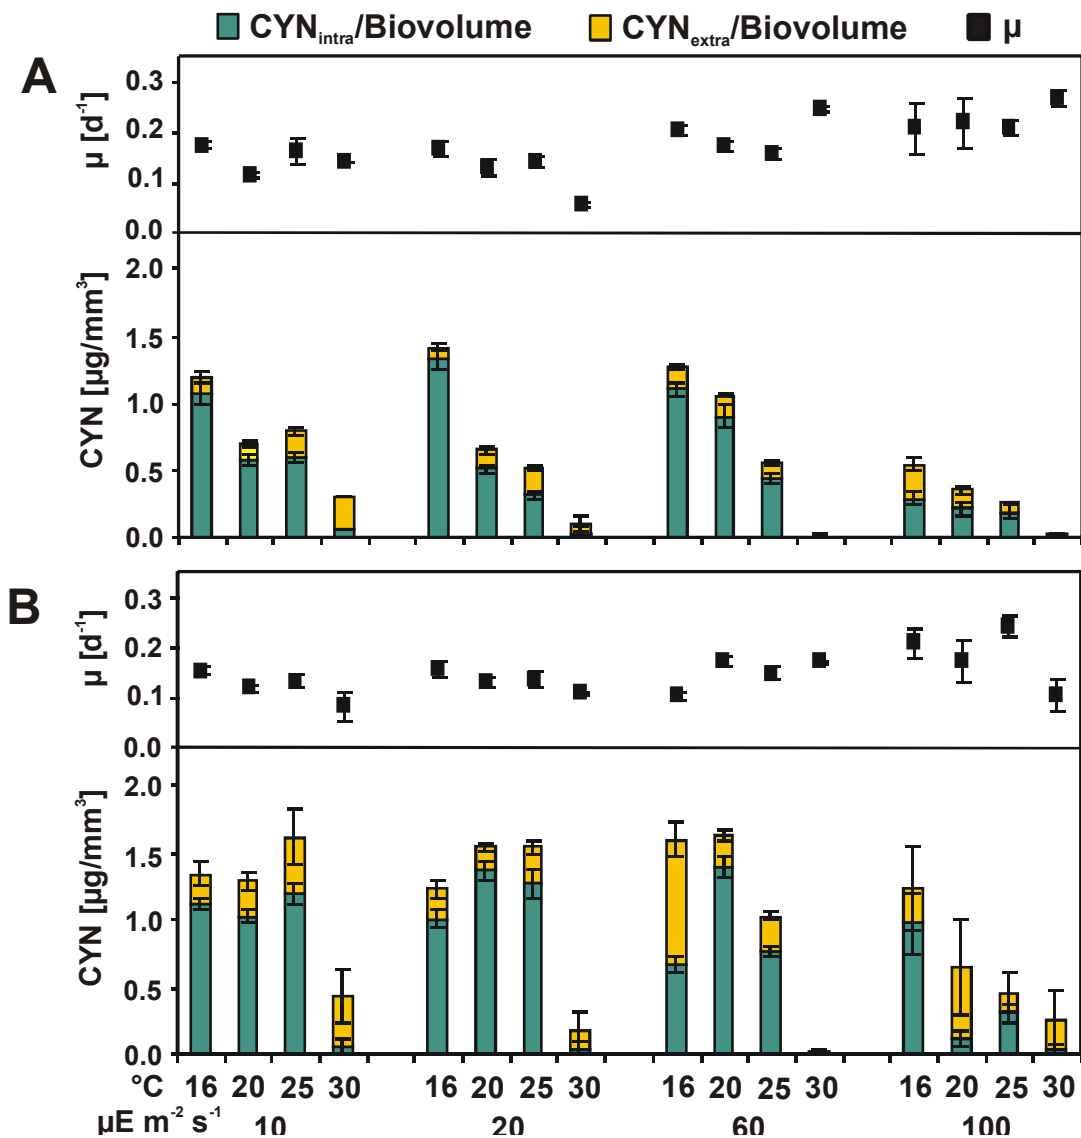 CYNintra/Biovolume CYNextra/Biovolume µ
A
µ [d-1]
0.3
0.2
0.1
0.0
CYN [µg/mm3]
2.0
1.5
1.0
0.5
0.0
B
µ [d-1]
0.3
0.2
0.1
0.0
CYN [µg/mm3]
2.0
1.5
1.0
0.5
0.0
°C 16 20 25 30 16 20 25 30 16 20 25 30 16 20 25 30
µE m-2 s-1 10 20 60 100